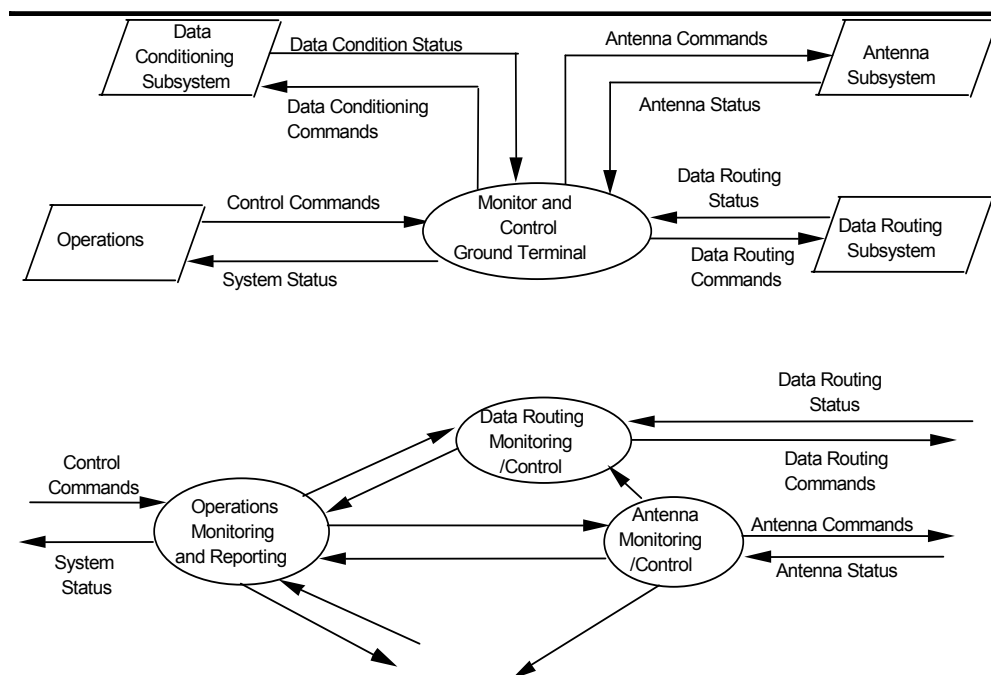 Data
Conditioning
Subsystem
Data Condition Status
Data Conditioning
Commands
Antenna Commands
Antenna Status
Antenna
Subsystem
Operations
Control Commands
System Status
Monitor and
Control
Ground Terminal
Data Routing
Status
Data Routing
Commands
Data Routing
Subsystem
Data Routing
Monitoring
/Control
Data Routing
Status
Data Routing
Commands
Control
Commands
System
Status
Operations
Monitoring
and Reporting
Antenna
Monitoring
/Control
Antenna Commands
Antenna Status